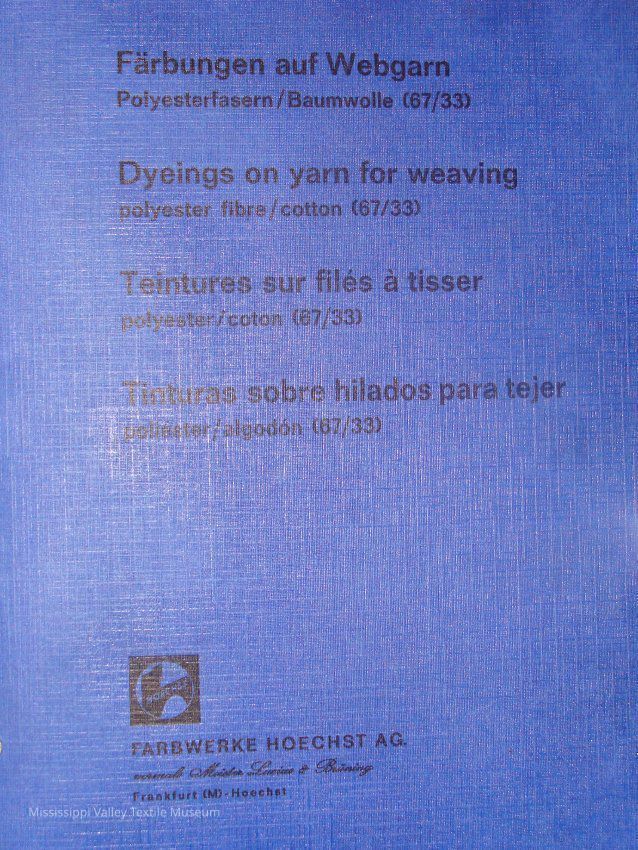 Färbungen auf Webgarn
Polyesterfasern/Baumwolle (67/33)
Dyeings on yarn for weaving
polyester fibre/cotton (67/33)
Teintures sur filés à tisser
polyester/coton (67/33)
Tinturas sobre hilados para tejer
poliester/algodón (67/33)
FARBWERKE HOECHST AG.
vormals Meister Lucius & Brüning
Frankfurt (M)-Hoechst
Mississippi Valley Textile Museum